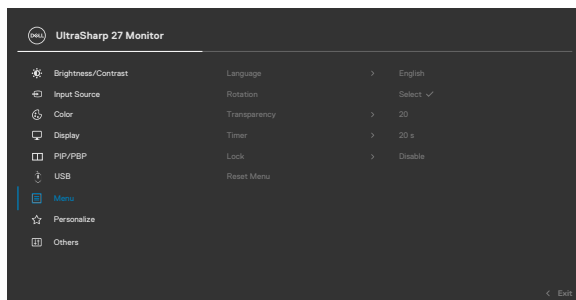 DELL UltraSharp 27 Monitor
Brightness/Contrast Language > English
Input Source Rotation Select ✓
Color Transparency > 20
Display Timer > 20 s
PIP/PBP Lock > Disable
USB Reset Menu
Menu
Personalize
Others
< Exit